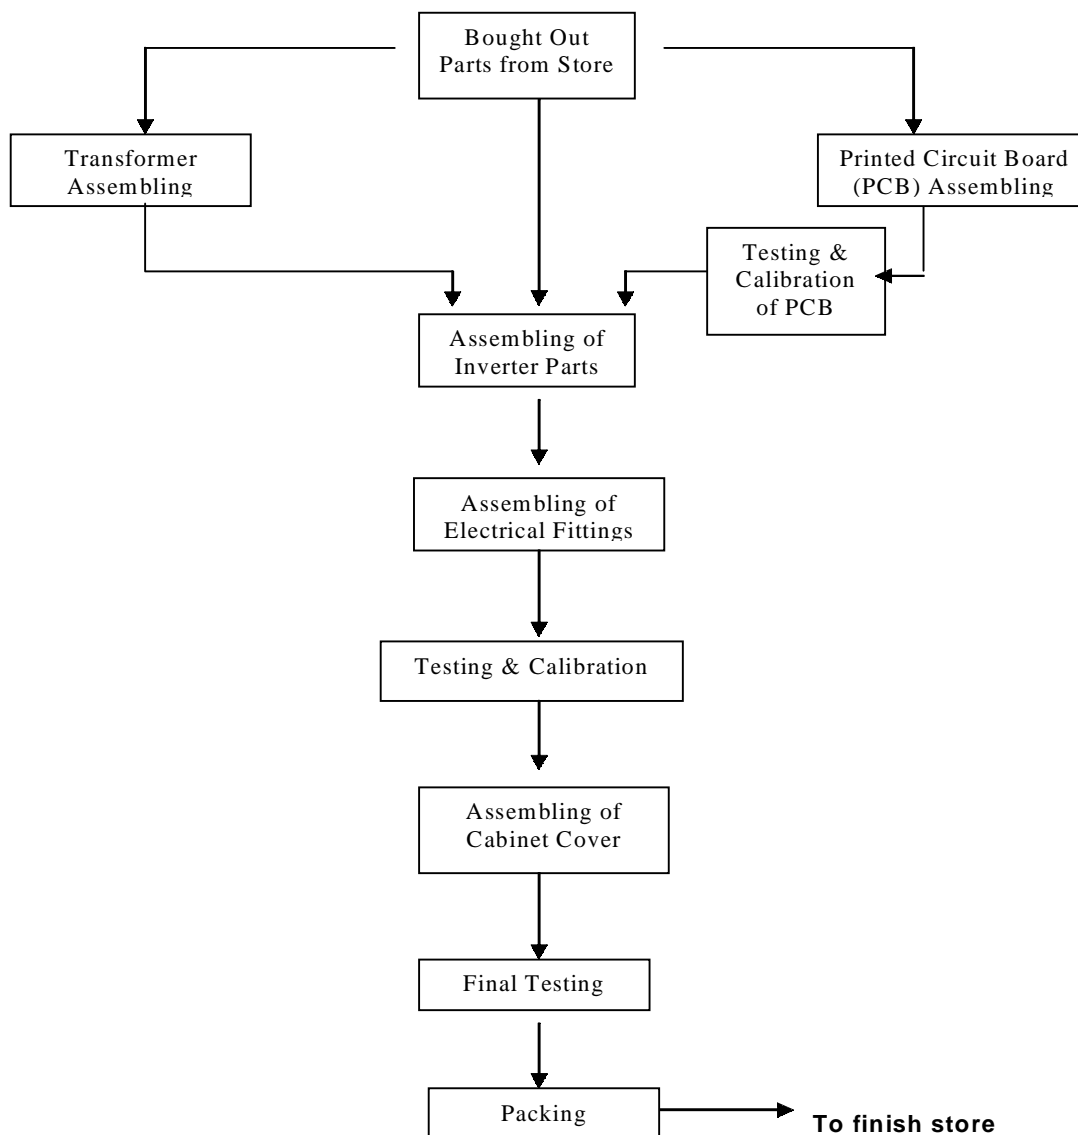 Bought Out
Parts from Store
Transformer
Assembling
Printed Circuit Board
(PCB) Assembling
Testing &
Calibration
of PCB
Assembling of
Inverter Parts
Assembling of
Electrical Fittings
Testing & Calibration
Assembling of
Cabinet Cover
Final Testing
Packing
To finish store